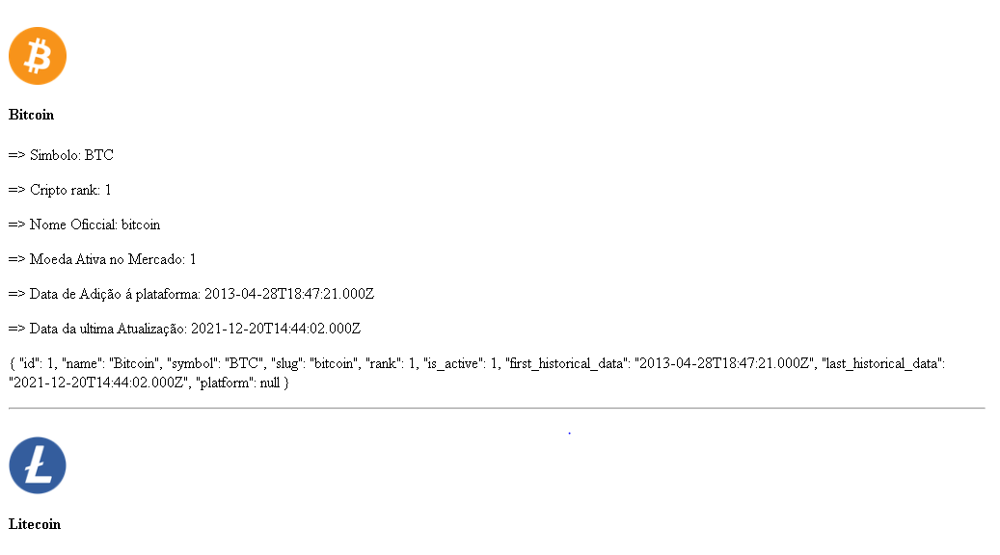 Bitcoin
=> Simbolo: BTC
=> Cripto rank: 1
=> Nome Oficcial: bitcoin
=> Moeda Ativa no Mercado: 1
=> Data de Adição á plataforma: 2013-04-28T18:47:21.000Z
=> Data da ultima Atualização: 2021-12-20T14:44:02.000Z
{ "id": 1, "name": "Bitcoin", "symbol": "BTC", "slug": "bitcoin", "rank": 1, "is_active": 1, "first_historical_data": "2013-04-28T18:47:21.000Z", "last_historical_data":
"2021-12-20T14:44:02.000Z", "platform": null }
Litecoin